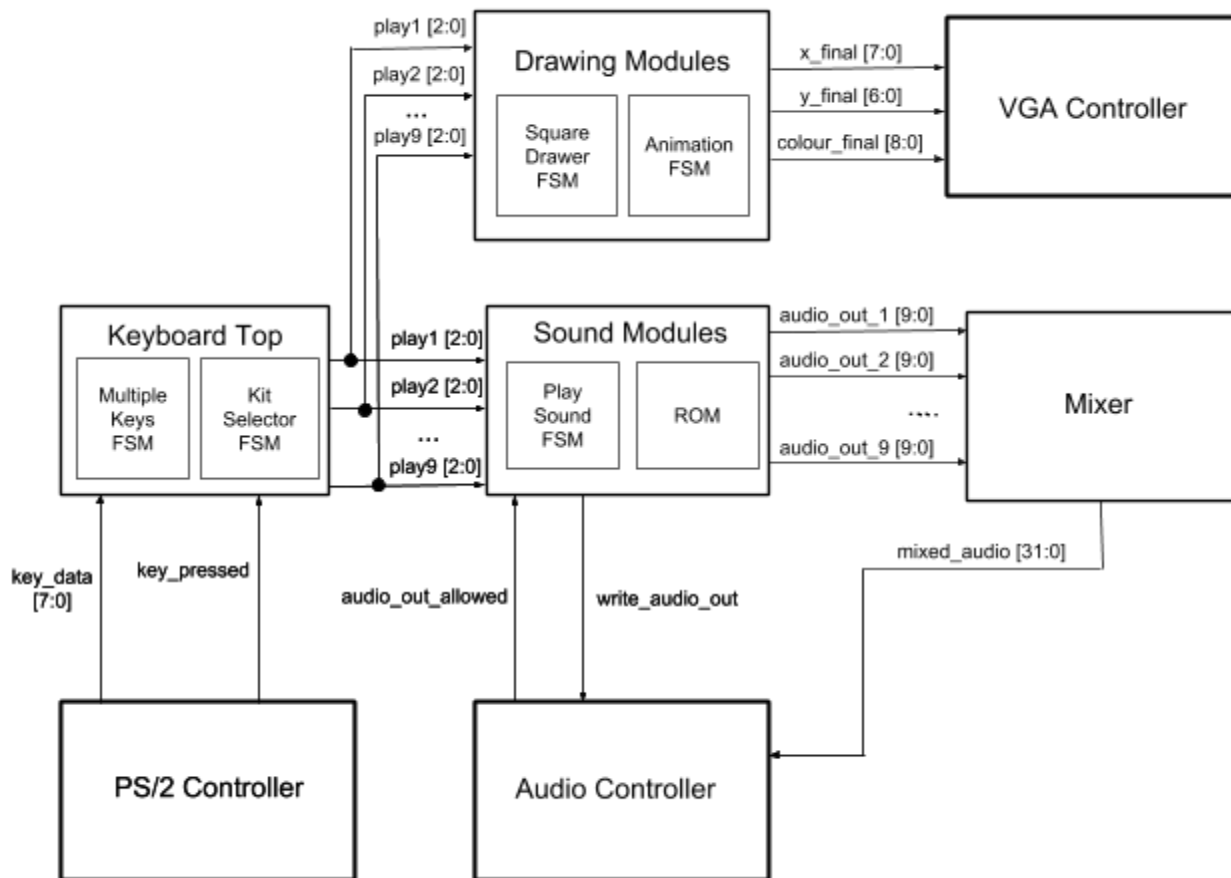 play1 [2:0]
play2 [2:0]
...
play9 [2:0]
Drawing Modules
Square
Drawer
FSM
Animation
FSM
x_final [7:0]
y_final [6:0]
colour_final [8:0]
VGA Controller
Keyboard Top
Multiple
Keys
FSM
Kit
Selector
FSM
play1 [2:0]
play2 [2:0]
...
play9 [2:0]
Sound Modules
Play
Sound
FSM
ROM
audio_out_1 [9:0]
audio_out_2 [9:0]
....
audio_out_9 [9:0]
Mixer
key_data
[7:0]
key_pressed
audio_out_allowed
write_audio_out
mixed_audio [31:0]
PS/2 Controller
Audio Controller